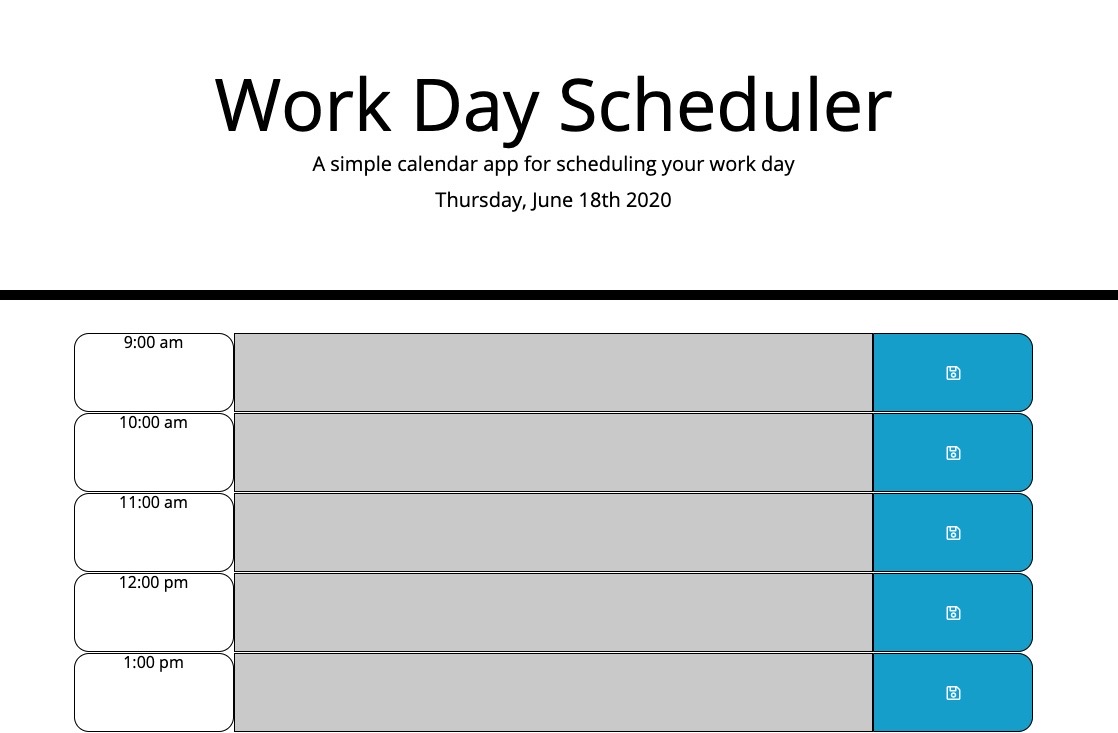 Work Day Scheduler
A simple calendar app for scheduling your work day
Thursday, June 18th 2020
9:00 am
10:00 am
11:00 am
12:00 pm
1:00 pm